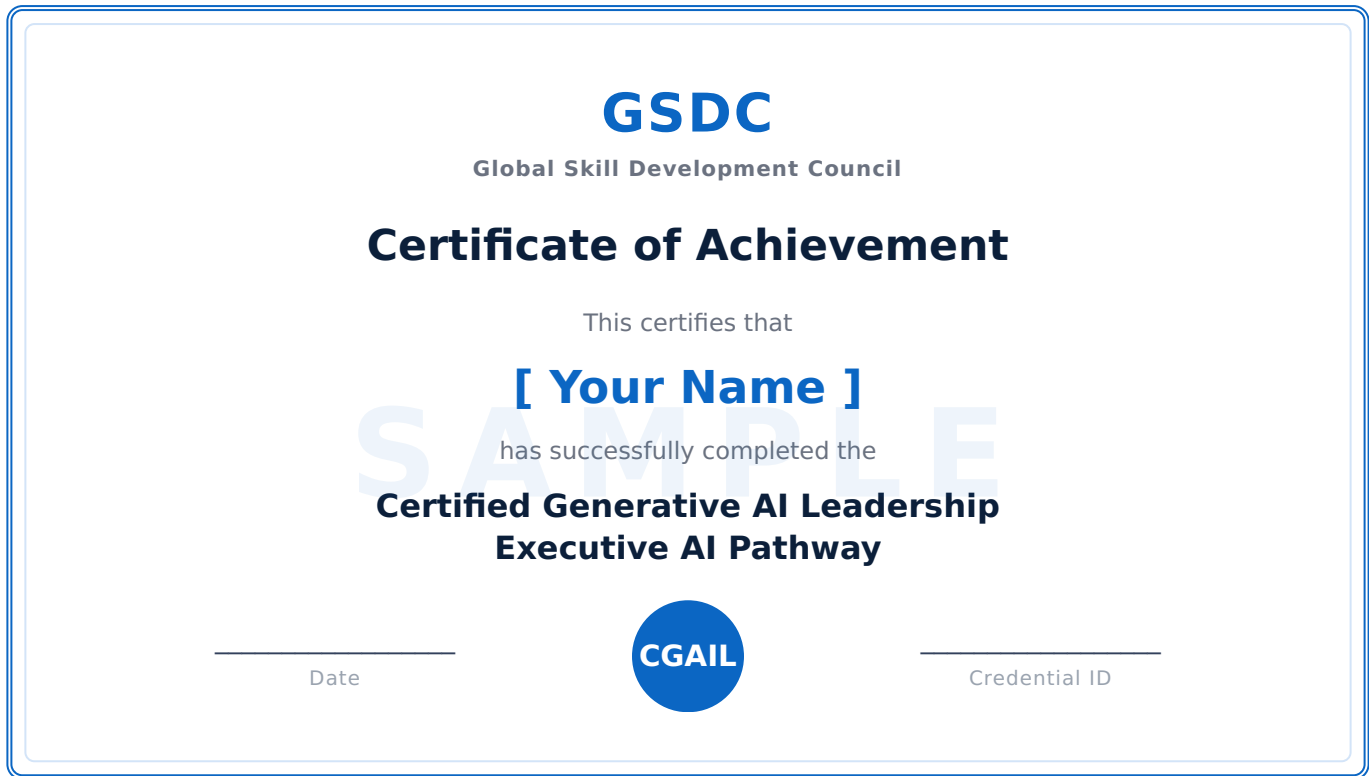 GSDC
Global Skill Development Council
Certificate of Achievement
This certifies that
[ Your Name ]
SAMPLE
has successfully completed the
Certified Generative AI Leadership
Executive AI Pathway
CGAIL
Date
Credential ID